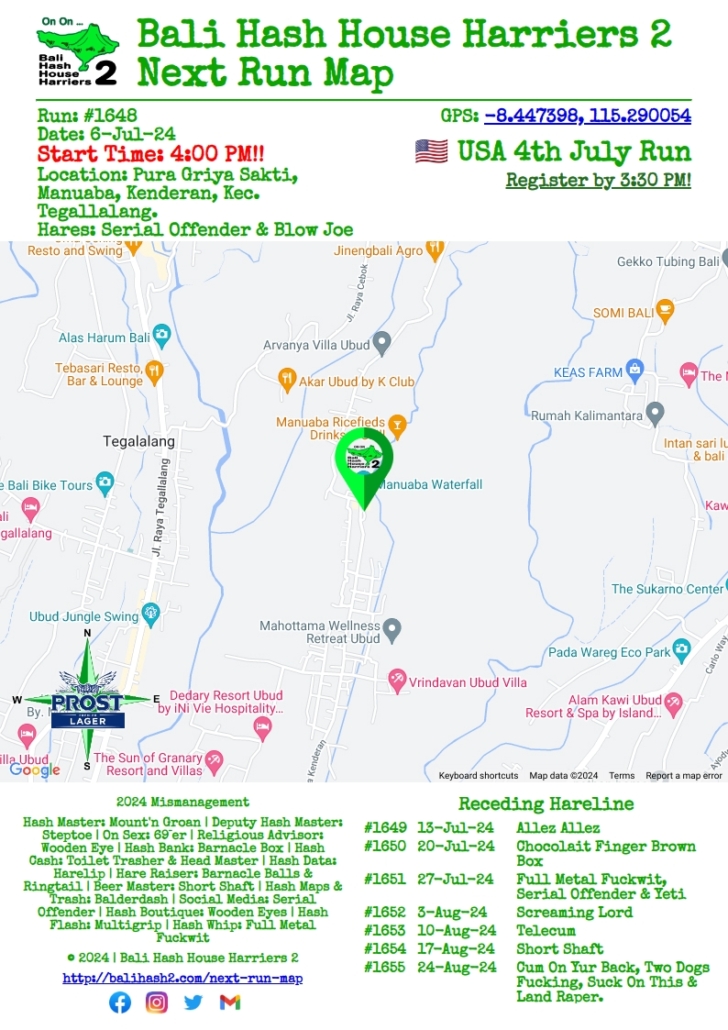 On On ...
Bali
Hash
House
Harriers 2
Bali Hash House Harriers 2
Next Run Map
Run: #1648
Date: 6-Jul-24
Start Time: 4:00 PM!!
Location: Pura Griya Sakti,
Manuaba, Kenderan, Kec.
Tegallalang.
Hares: Serial Offender & Blow Joe
GPS: -8.447398, 115.290054
USA 4th July Run
Register by 3:30 PM!
Resto and Swing
Jinengbali Agro
Gekko Tubing Bali
Jl. Raya Cebok
SOMI BALI
Alas Harum Bali
Arvanya Villa Ubud
Tebasari Resto,
Bar & Lounge
Akar Ubud by K Club
KEAS FARM
The
Rumah Kalimantara
Manuaba Ricefieds
Drinks
Tegalalang
Intan sari
& bali
Bali
Hash
House
Harriers 2
Manuaba Waterfall
e Bali Bike Tours
Jl. Raya Tegallalang
ali
gallalang
Kaw
The Sukarno Center
Ubud Jungle Swing
Mahottama Wellness
Retreat Ubud
Pada Wareg Eco Park
Carlo Way
N
W
E
S
PROST
LAGER
By.
Vrindavan Ubud Villa
Dedary Resort Ubud
by iNi Vie Hospitality...
Alam Kawi Ubud
Resort & Spa by Island...
illa Ubud
The Sun of Granary
Resort and Villas
a Kenderan
Google
Keyboard shortcuts
Map data ©2024
Terms
Report a map error
2024 Mismanagement
Hash Master: Mount'n Groan | Deputy Hash Master:
Steptoe | On Sex: 69˜er | Religious Advisor:
Wooden Eye | Hash Bank: Barnacle Box | Hash
Cash: Toilet Trasher & Head Master | Hash Data:
Harelip | Hare Raiser: Barnacle Balls &
Ringtail | Beer Master: Short Shaft | Hash Maps &
Trash: Balderdash | Social Media: Serial
Offender | Hash Boutique: Wooden Eyes | Hash
Flash: Multigrip | Hash Whip: Full Metal
Fuckwit
© 2024 | Bali Hash House Harriers 2
http://balihash2.com/next-run-map
Receding Hareline
#1649 13-Jul-24 Allez Allez
#1650 20-Jul-24 Chocolait Finger Brown
Box
#1651 27-Jul-24 Full Metal Fuckwit,
Serial Offender & Yeti
#1652 3-Aug-24 Screaming Lord
#1653 10-Aug-24 Telecum
#1654 17-Aug-24 Short Shaft
#1655 24-Aug-24 Cum On Yur Back, Two Dogs
Fucking, Suck On This &
Land Raper.